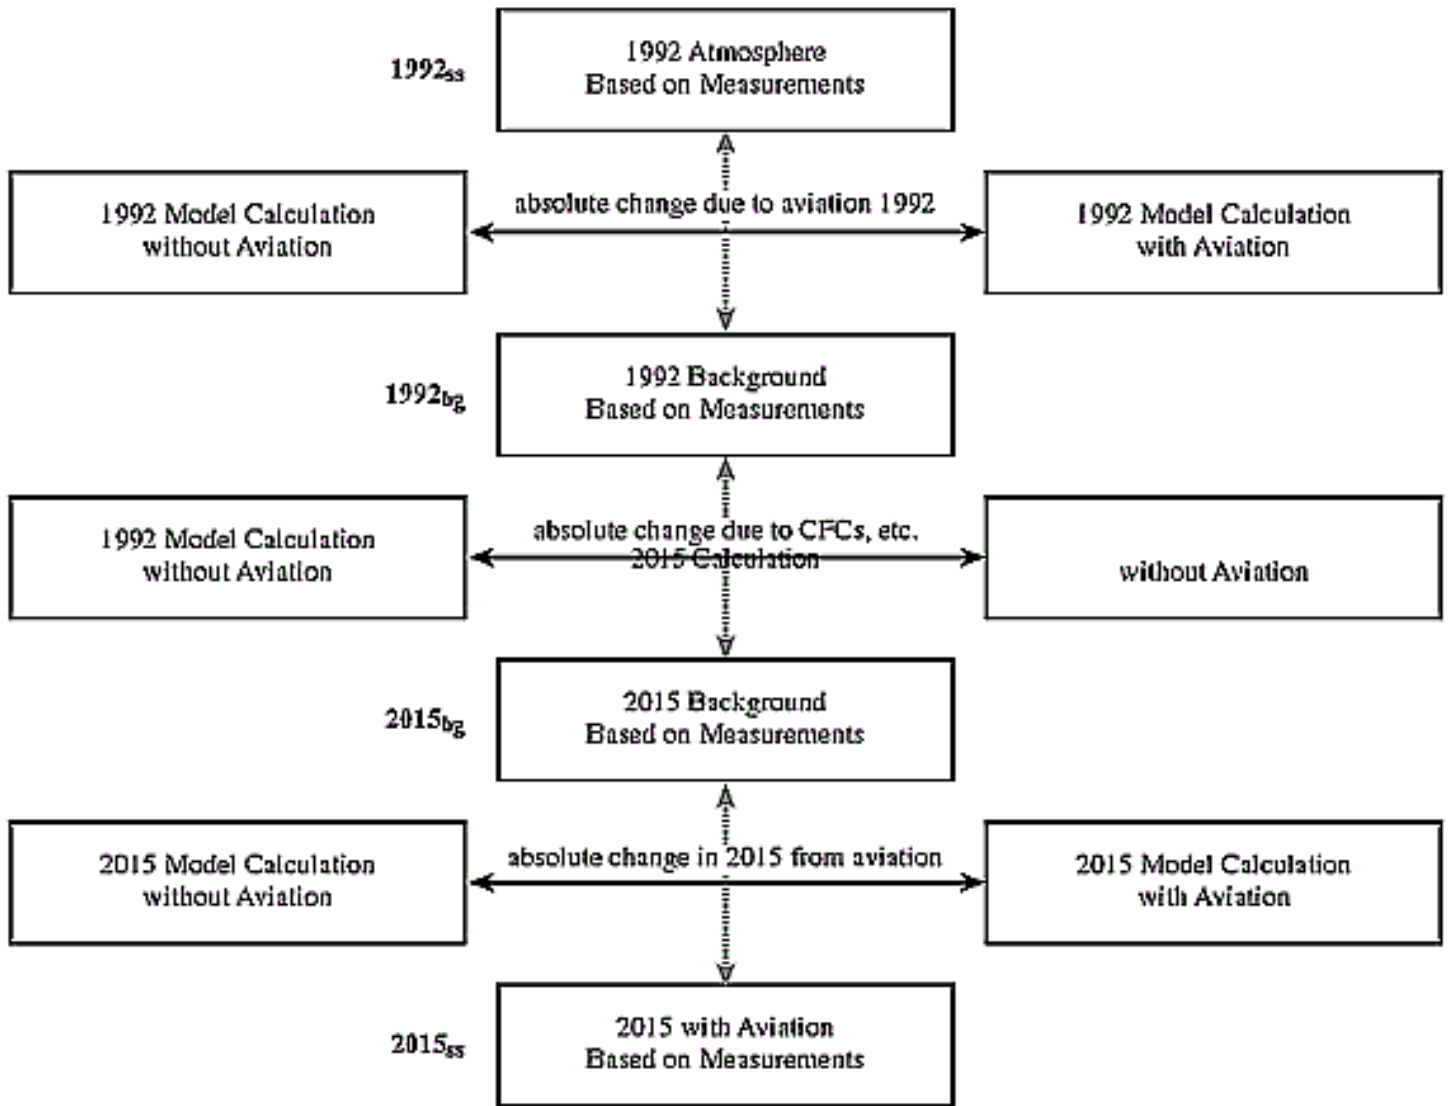 1992 Atmosphere
1992ss
Based on Measurements
absolute change due to aviation 1992
1992 Model Calculation
without Aviation
1992 Model Calculation
with Aviation
1992 Background
1992bg
Based on Measurements
absolute change due to CFCs, etc.
2015 Calculation
1992 Model Calculation
without Aviation
without Aviation
2015 Background
2015bg
Based on Measurements
absolute change in 2015 from aviation
2015 Model Calculation
without Aviation
2015 Model Calculation
with Aviation
2015 with Aviation
2015ss
Based on Measurements